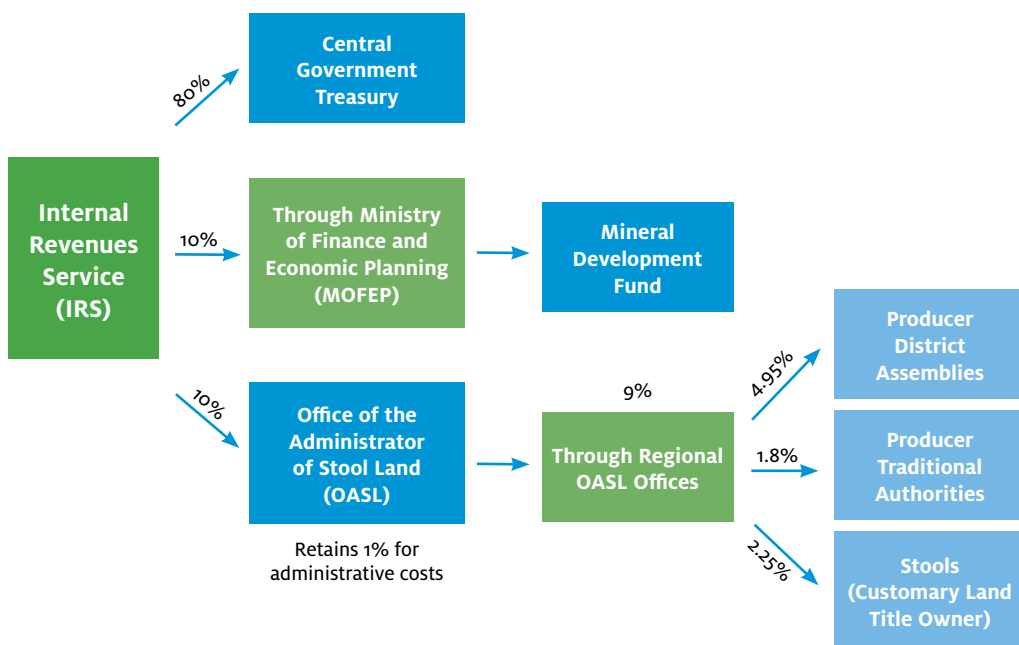 Internal
Revenues
Service
(IRS)
80%
Central
Government
Treasury
10%
Through Ministry
of Finance and
Economic Planning
(MOFEP)
Mineral
Development
Fund
10%
Office of the
Administrator
of Stool Land
(OASL)
Retains 1% for
administrative costs
9%
Through Regional
OASL Offices
4.95%
Producer
District
Assemblies
1.8%
Producer
Traditional
Authorities
2.25%
Stools
(Customary Land
Title Owner)